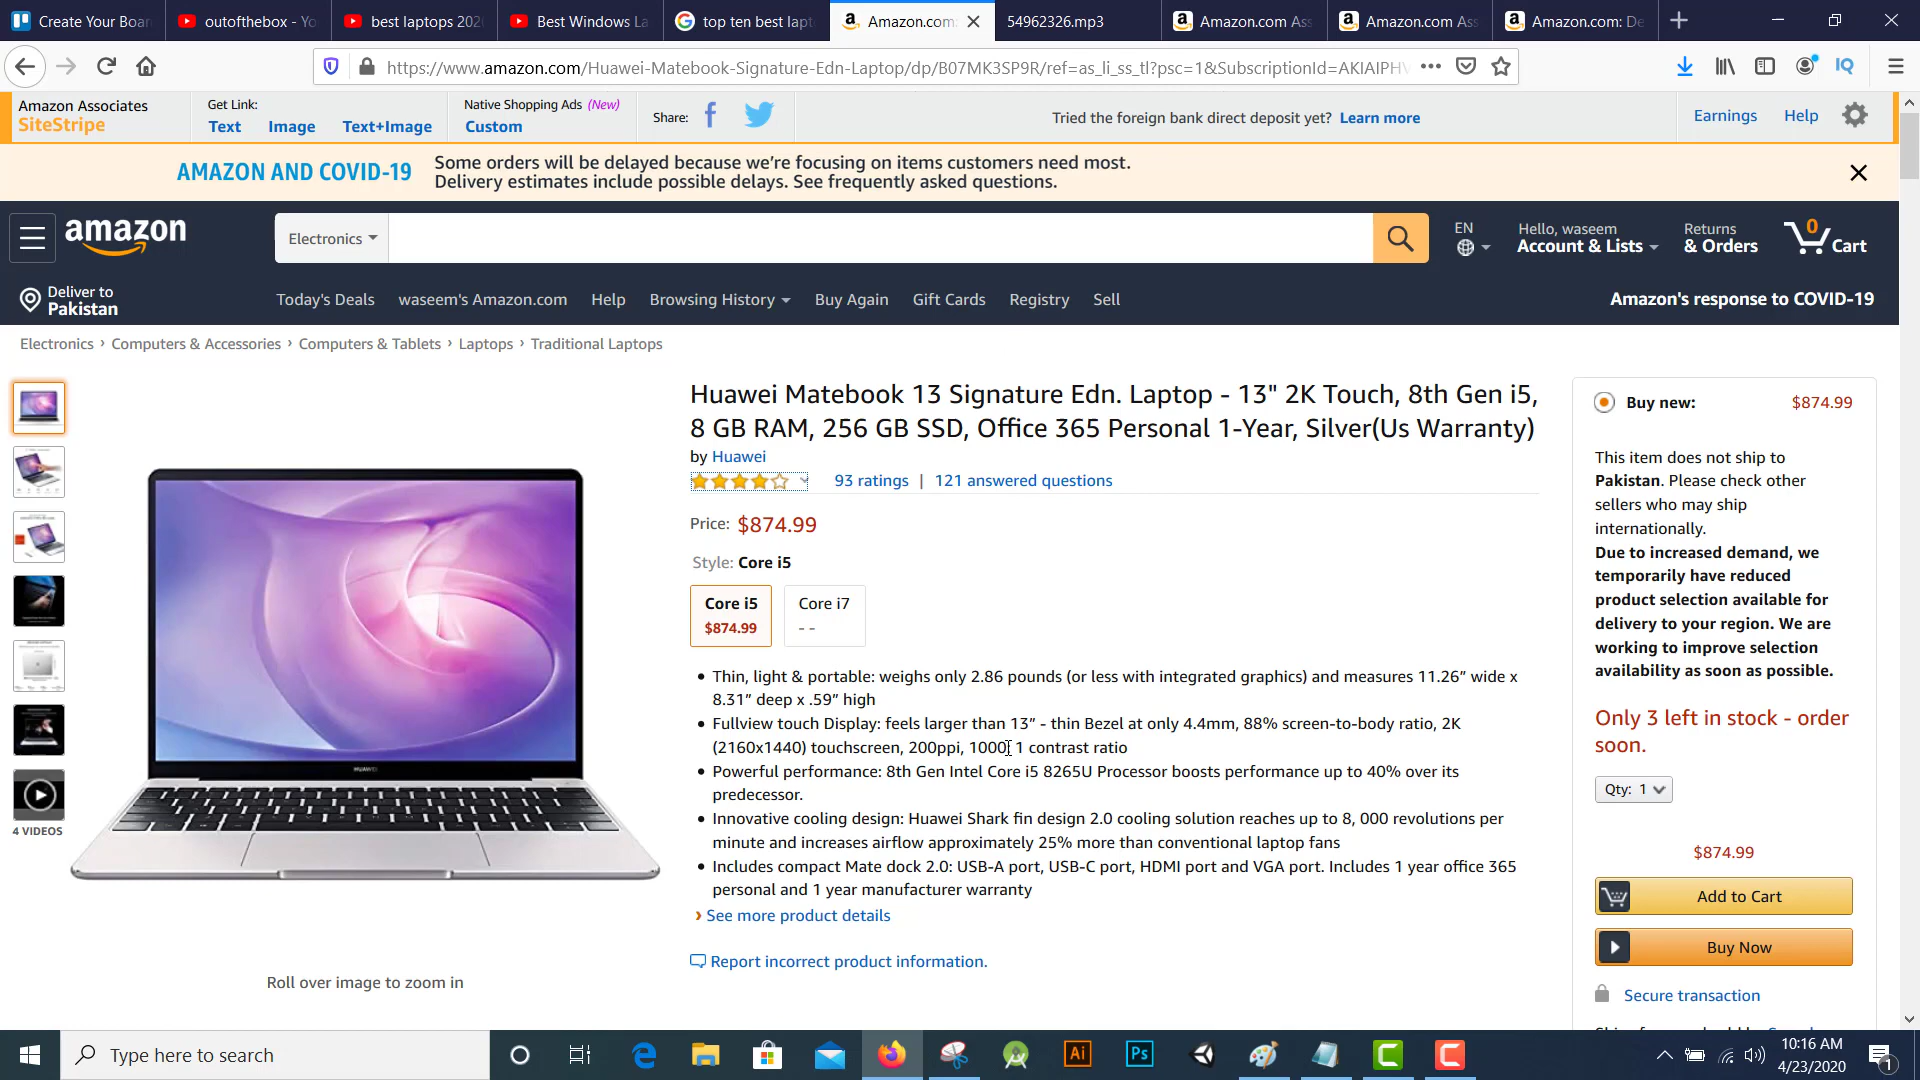 Create Your Boar
outofthebox - Yo
best laptops 202
Best Windows La
top ten best lapt
Amazon.com:
54962326.mp3
Amazon.com Ass
Amazon.com Ass
Amazon.com: De
https://www.amazon.com/Huawei-Matebook-Signature-Edn-Laptop/dp/B07MK3SP9R/ref=as_li_ss_tl?psc=1&SubscriptionId=AKIAIPHV
Amazon Associates
SiteStripe
Get Link:
Text Image Text+Image
Native Shopping Ads (New)
Custom
Share:
Tried the foreign bank direct deposit yet? Learn more
Earnings Help
AMAZON AND COVID-19
Some orders will be delayed because we’re focusing on items customers need most.
Delivery estimates include possible delays. See frequently asked questions.
amazon
Electronics
EN
Hello, waseem
Account & Lists
Returns
& Orders
0
Cart
Deliver to
Pakistan
Today's Deals waseem's Amazon.com Help Browsing History Buy Again Gift Cards Registry Sell
Amazon's response to COVID-19
Electronics › Computers & Accessories › Computers & Tablets › Laptops › Traditional Laptops
4 VIDEOS
HUAWEI
Roll over image to zoom in
Huawei Matebook 13 Signature Edn. Laptop - 13" 2K Touch, 8th Gen i5,
8 GB RAM, 256 GB SSD, Office 365 Personal 1-Year, Silver(Us Warranty)
by Huawei
93 ratings | 121 answered questions
Price: $874.99
Style: Core i5
Core i5
$874.99
Core i7
- -
• Thin, light & portable: weighs only 2.86 pounds (or less with integrated graphics) and measures 11.26” wide x
8.31” deep x .59” high
• Fullview touch Display: feels larger than 13” - thin Bezel at only 4.4mm, 88% screen-to-body ratio, 2K
(2160x1440) touchscreen, 200ppi, 1000: 1 contrast ratio
• Powerful performance: 8th Gen Intel Core i5 8265U Processor boosts performance up to 40% over its
predecessor.
• Innovative cooling design: Huawei Shark fin design 2.0 cooling solution reaches up to 8, 000 revolutions per
minute and increases airflow approximately 25% more than conventional laptop fans
• Includes compact Mate dock 2.0: USB-A port, USB-C port, HDMI port and VGA port. Includes 1 year office 365
personal and 1 year manufacturer warranty
› See more product details
Report incorrect product information.
Buy new: $874.99
This item does not ship to
Pakistan. Please check other
sellers who may ship
internationally.
Due to increased demand, we
temporarily have reduced
product selection available for
delivery to your region. We are
working to improve selection
availability as soon as possible.
Only 3 left in stock - order
soon.
Qty: 1
$874.99
Add to Cart
Buy Now
Secure transaction
Type here to search
10:16 AM
4/23/2020
1